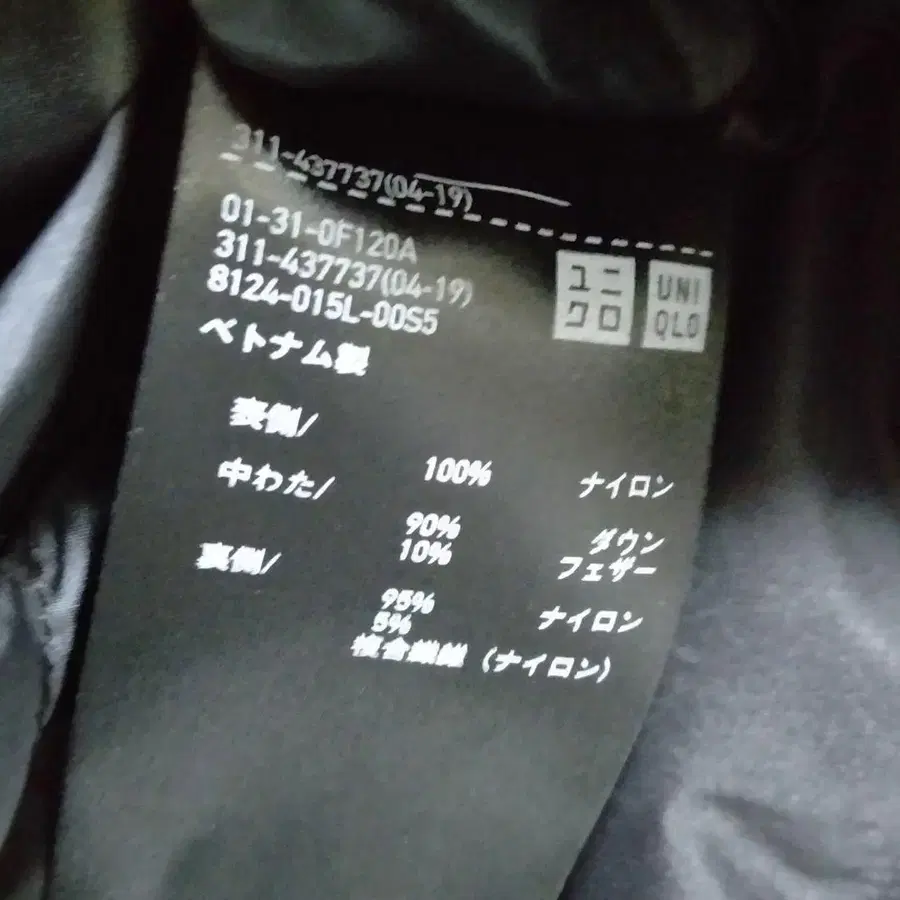 311-437737(04-19)
01-31-0F120A
311-437737(04-19)
8124-015L-00S5
ユニ
クロ
UNI
QLO
ベトナム製
表側/
100% ナイロン
中わた/
90% ダウン
10% フェザー
裏側/
95% ナイロン
5%
複合繊維(ナイロン)